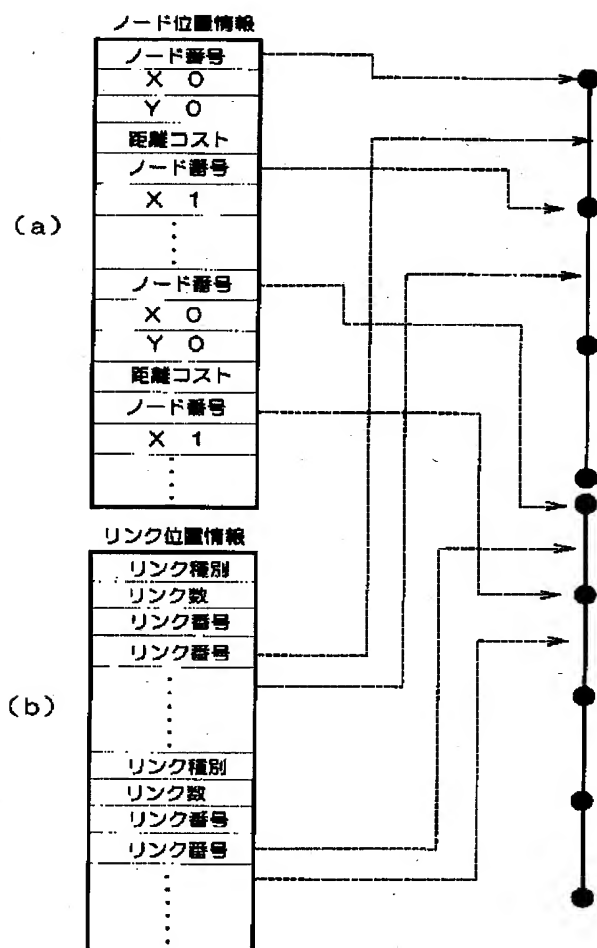 ノード位置情報
ノード番号
X 0
Y 0
距離コスト
ノード番号
X 1
(a)
ノード番号
X 0
Y 0
距離コスト
ノード番号
X 1
リンク位置情報
リンク種別
リンク数
リンク番号
リンク番号
(b)
リンク種別
リンク数
リンク番号
リンク番号